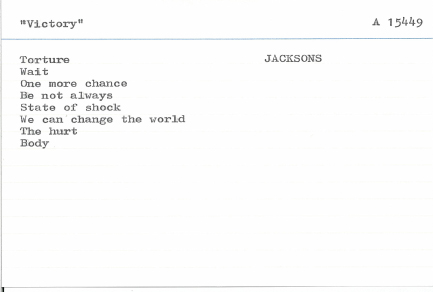 "Victory" A 15449
Torture JACKSONS
Wait
One more chance
Be not always
State of shock
We can change the world
The hurt
Body